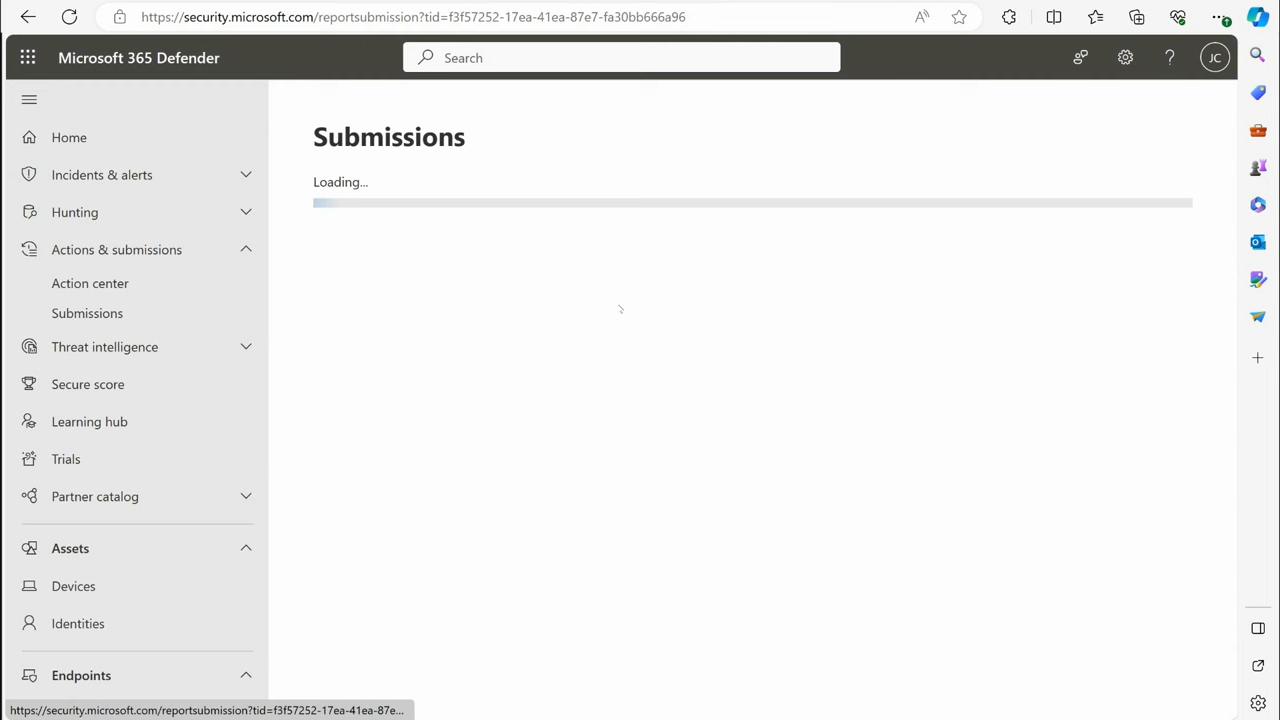 https://security.microsoft.com/reportsubmission?tid=f3f57252-17ea-41ea-87e7-fa30bb666a96
Microsoft 365 Defender
Search
JC
Home
Incidents & alerts
Hunting
Actions & submissions
Action center
Submissions
Threat intelligence
Secure score
Learning hub
Trials
Partner catalog
Assets
Devices
Identities
Endpoints
Submissions
Loading...
https://security.microsoft.com/reportsubmission?tid=f3f57252-17ea-41ea-87e...